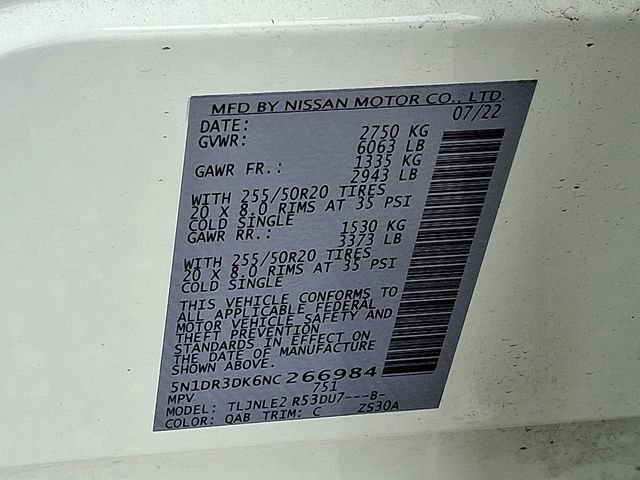 MFD BY NISSAN MOTOR CO., LTD.
DATE: 07/22
GVWR: 2750 KG
6063 LB
GAWR FR.: 1335 KG
2943 LB
WITH 255/50R20 TIRES
20 X 8.0 RIMS AT 35 PSI
COLD SINGLE
GAWR RR.: 1530 KG
3373 LB
WITH 255/50R20 TIRES
20 X 8.0 RIMS AT 35 PSI
COLD SINGLE
THIS VEHICLE CONFORMS TO
ALL APPLICABLE FEDERAL
MOTOR VEHICLE SAFETY AND
THEFT PREVENTION
STANDARDS IN EFFECT ON
THE DATE OF MANUFACTURE
SHOWN ABOVE.
5N1DR3DK6NC266984
MPV 751
MODEL: TLJNLE2 R53DU7---B-
COLOR: QAB TRIM: C ZS30A